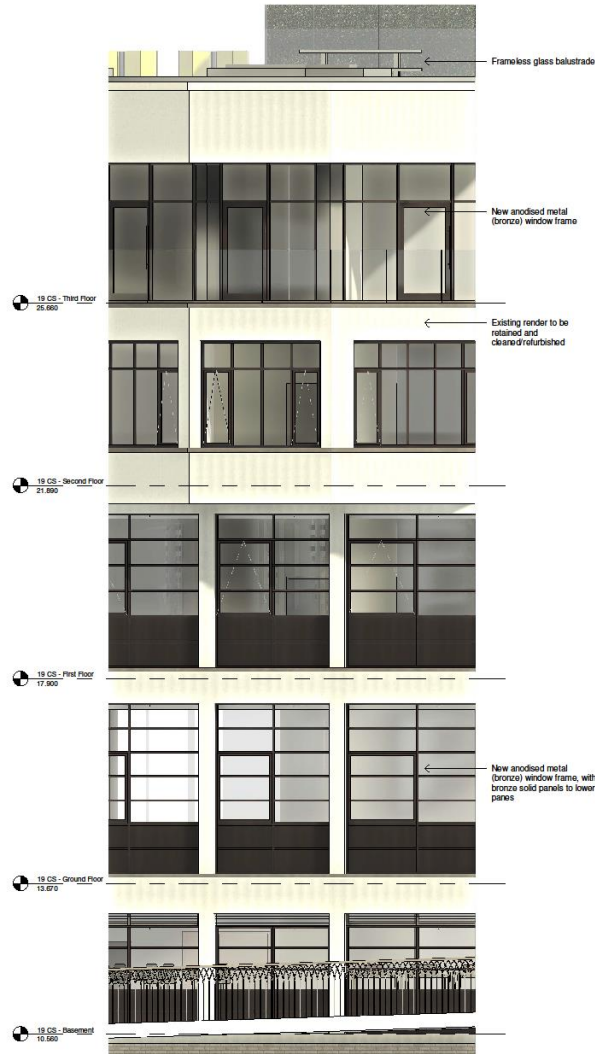 Frameless glass balustrade
New anodised metal
(bronze) window frame
19 CS - Third Floor
25.660
Existing render to be
retained and
cleaned/refurbished
19 CS - Second Floor
21.890
19 CS - First Floor
17.900
New anodised metal
(bronze) window frame, with
bronze solid panels to lower
panes
19 CS - Ground Floor
13.670
19 CS - Basement
10.560